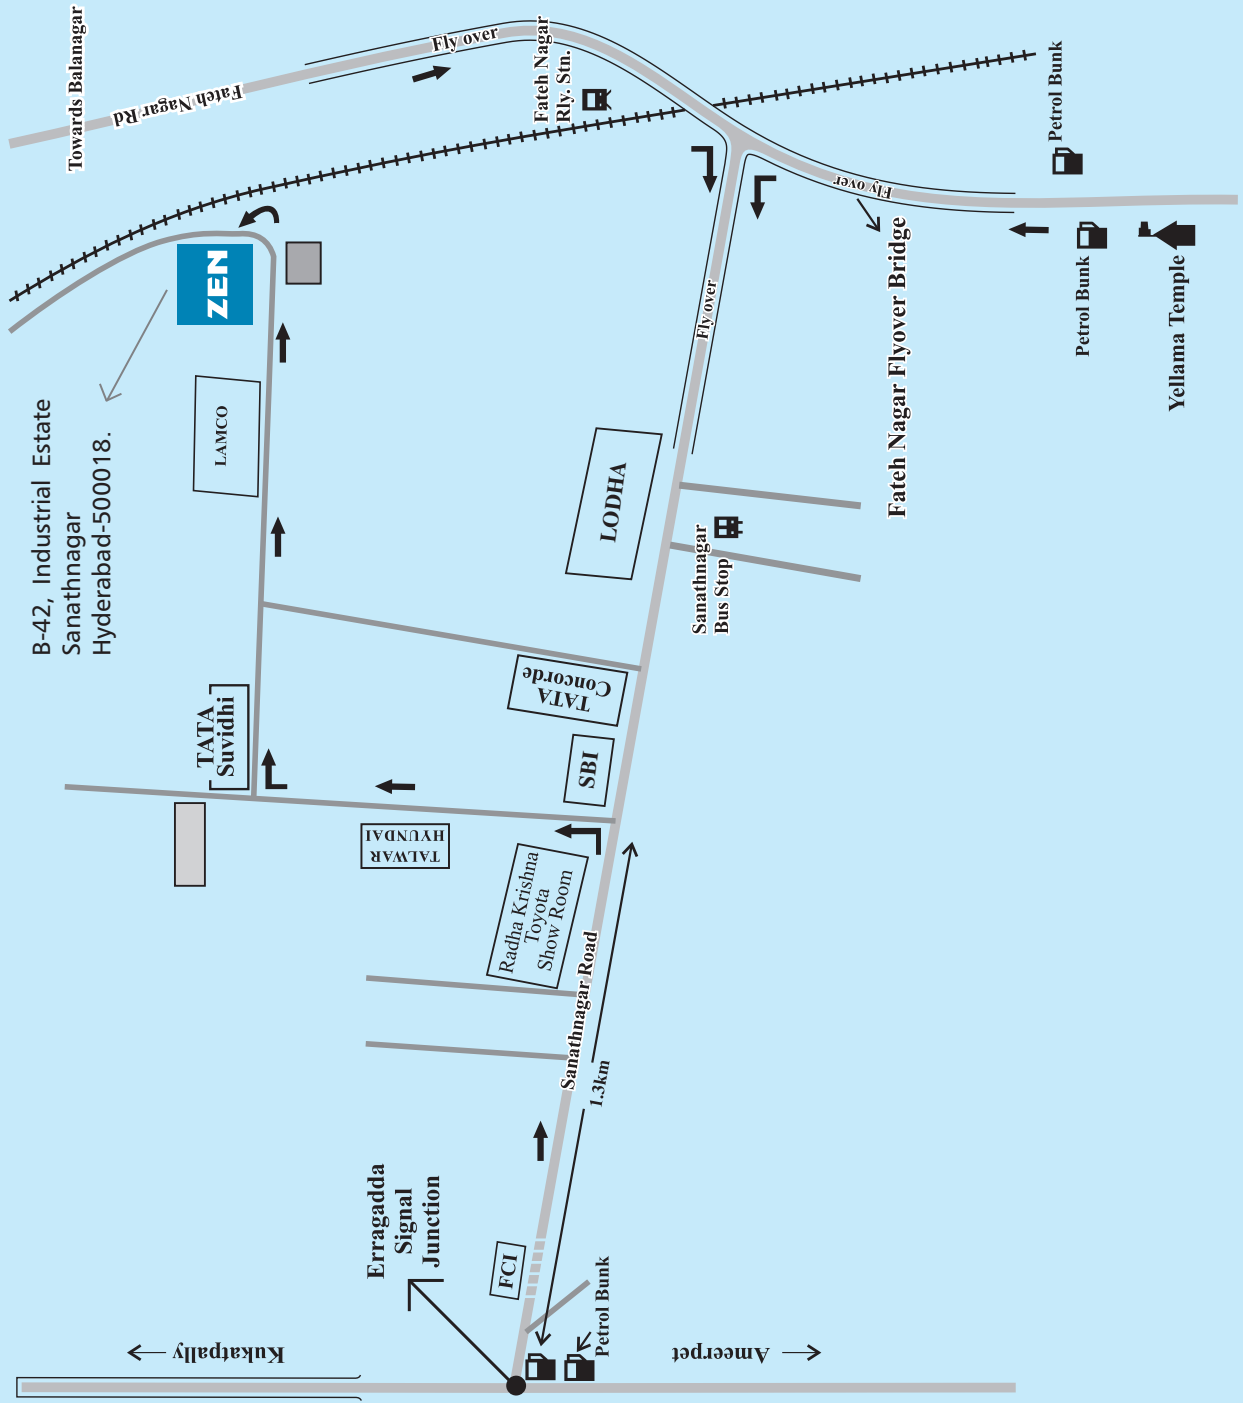 Towards Balanagar
Fateh Nagar Rd
Fly over
Fateh Nagar
Rly. Stn.
Petrol Bunk
Fly over
Fateh Nagar Flyover Bridge
Petrol Bunk
Yellama Temple
Fly over
ZEN
B-42, Industrial Estate
Sanathnagar
Hyderabad-500018.
LAMCO
LODHA
Sanathnagar
Bus Stop
TATA
Concorde
TATA
Suvidhi
SBI
TALWAR
HYUNDAI
Radha Krishna
Toyota
Show Room
Sanathnagar Road
1.3km
Erragadda
Signal
Junction
FCI
Petrol Bunk
Kukatpally
Ameerpet